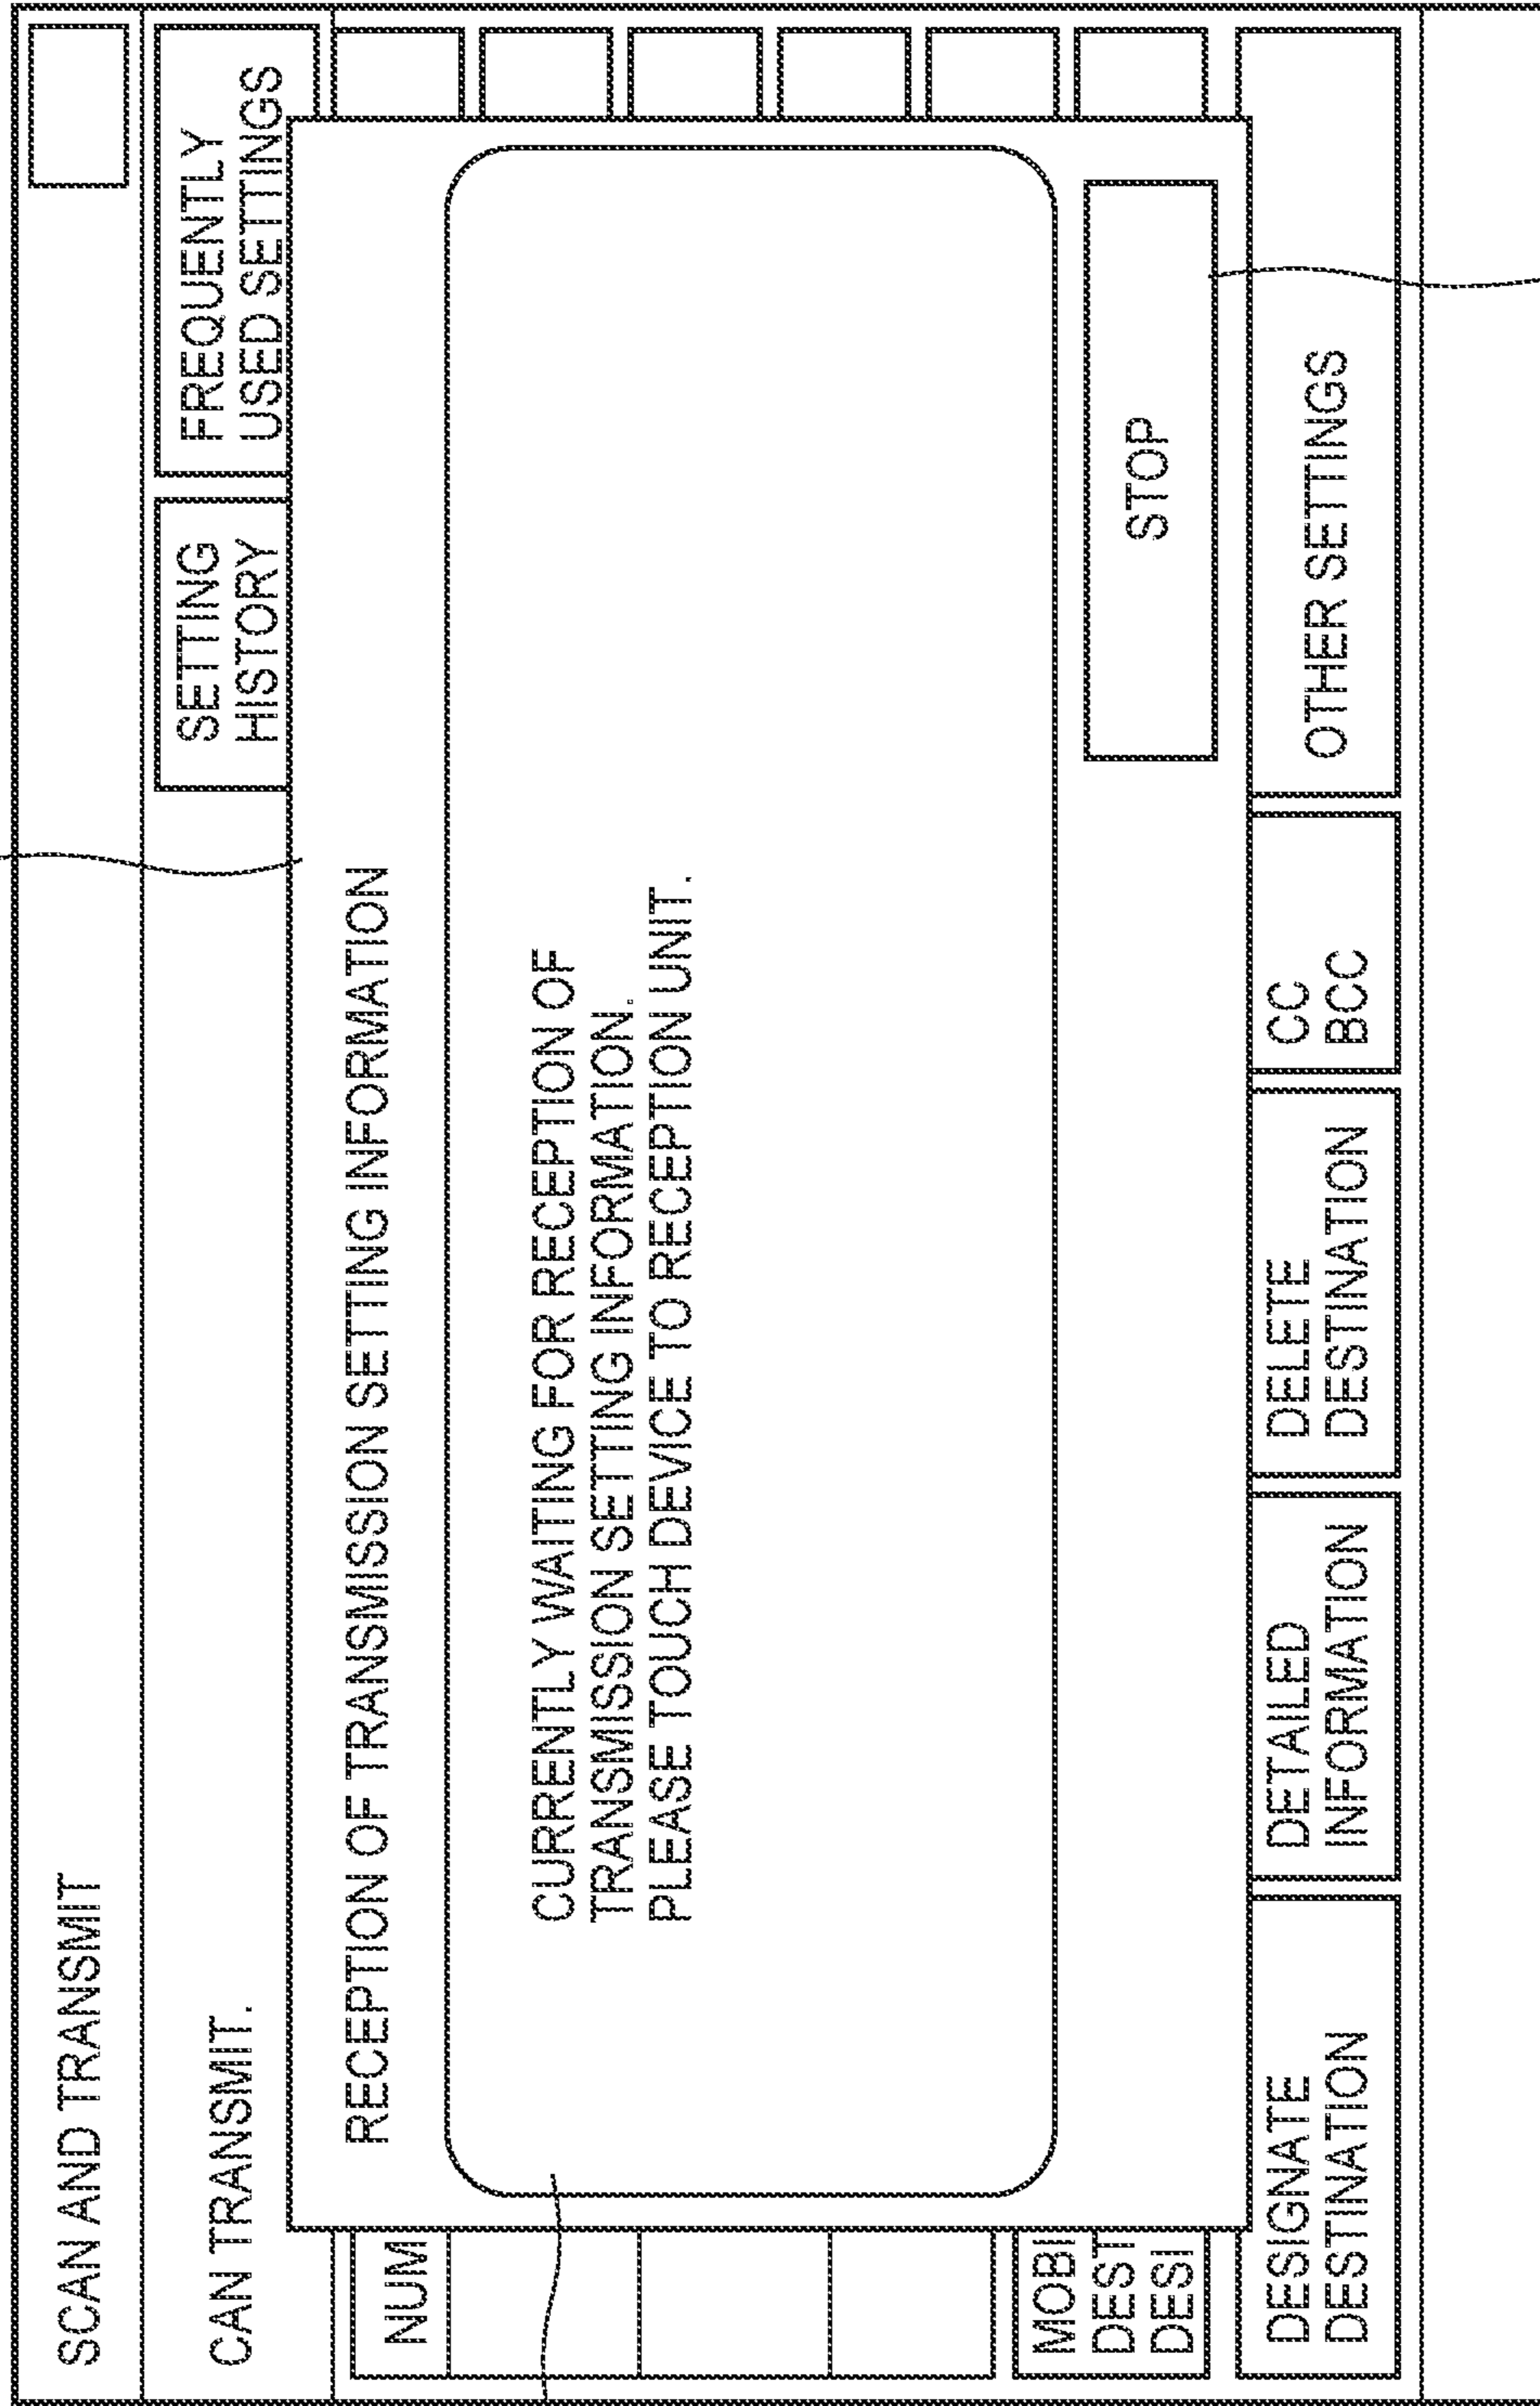 SCAN AND TRANSMIT
CAN TRANSMIT.
SETTING
HISTORY
FREQUENTLY
USED SETTINGS
RECEPTION OF TRANSMISSION SETTING INFORMATION
NUM
CURRENTLY WAITING FOR RECEPTION OF
TRANSMISSION SETTING INFORMATION.
PLEASE TOUCH DEVICE TO RECEPTION UNIT.
MOBI
DEST
DESI
STOP
DESIGNATE
DESTINATION
DETAILED
INFORMATION
DELETE
DESTINATION
CC
BCC
OTHER SETTINGS